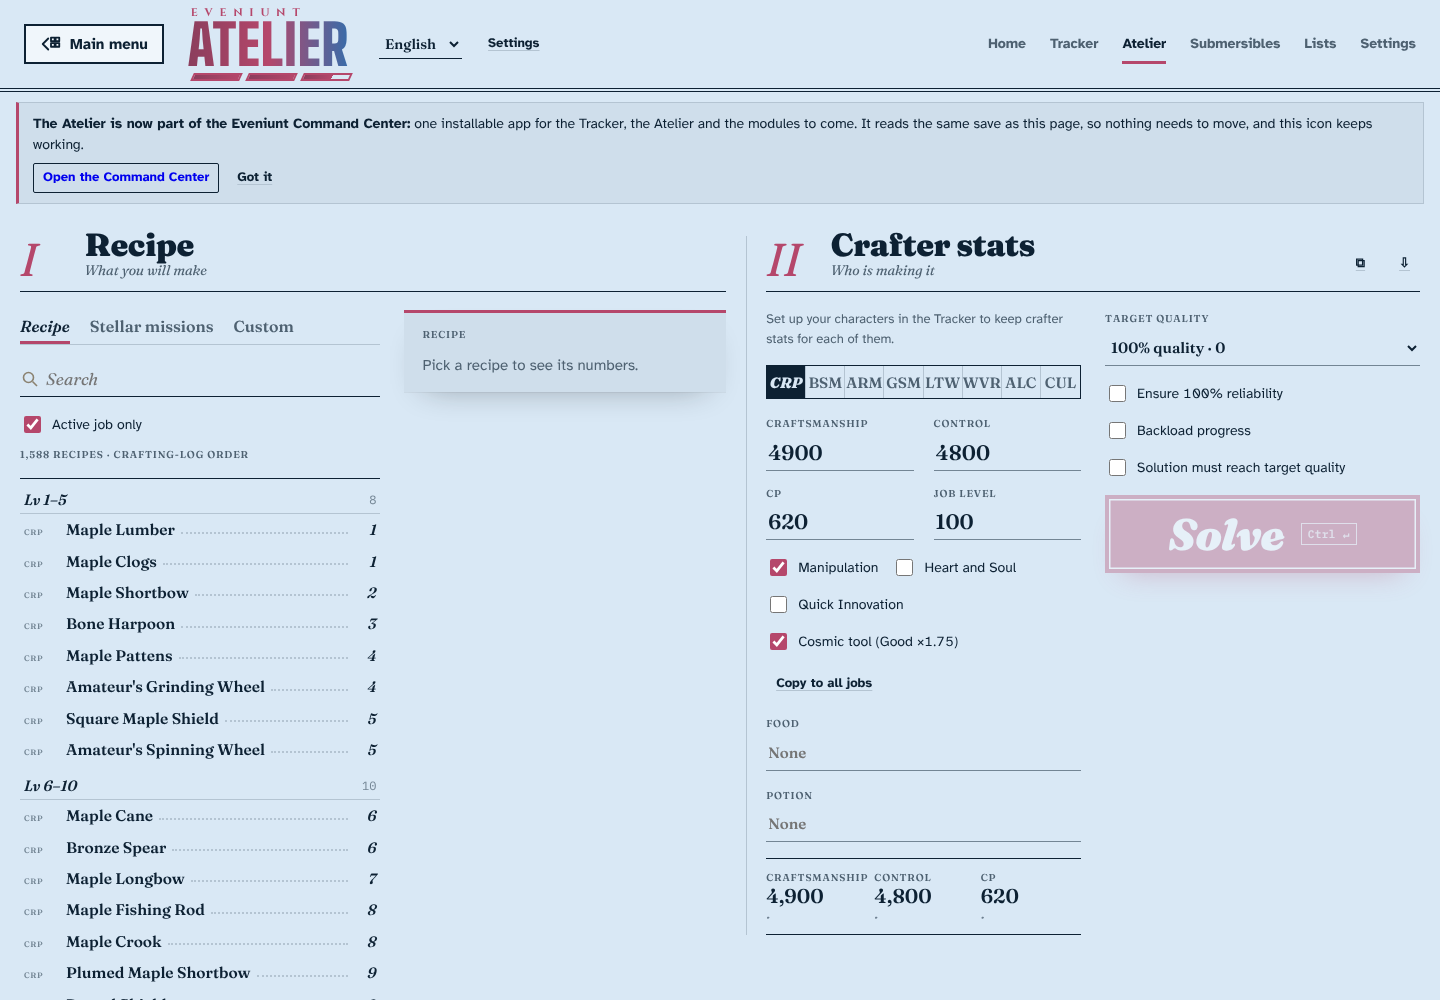 Main menu
EVENIUNT
ATELIER
English
Settings
Home
Tracker
Atelier
Submersibles
Lists
Settings
The Atelier is now part of the Eveniunt Command Center: one installable app for the Tracker, the Atelier and the modules to come. It reads the same save as this page, so nothing needs to move, and this icon keeps
working.
Open the Command Center
Got it
I
Recipe
What you will make
Recipe
Stellar missions
Custom
Search
Active job only
1,588 RECIPES · CRAFTING-LOG ORDER
Lv 1–5 8
CRP Maple Lumber 1
CRP Maple Clogs 1
CRP Maple Shortbow 2
CRP Bone Harpoon 3
CRP Maple Pattens 4
CRP Amateur's Grinding Wheel 4
CRP Square Maple Shield 5
CRP Amateur's Spinning Wheel 5
Lv 6–10 10
CRP Maple Cane 6
CRP Bronze Spear 6
CRP Maple Longbow 7
CRP Maple Fishing Rod 8
CRP Maple Crook 8
CRP Plumed Maple Shortbow 9
RECIPE
Pick a recipe to see its numbers.
II
Crafter stats
Who is making it
Set up your characters in the Tracker to keep crafter
stats for each of them.
CRP BSM ARM GSM LTW WVR ALC CUL
CRAFTSMANSHIP
4900
CONTROL
4800
CP
620
JOB LEVEL
100
Manipulation
Heart and Soul
Quick Innovation
Cosmic tool (Good ×1.75)
Copy to all jobs
FOOD
None
POTION
None
CRAFTSMANSHIP CONTROL CP
4,900 4,800 620
· · ·
TARGET QUALITY
100% quality · 0
Ensure 100% reliability
Backload progress
Solution must reach target quality
Solve Ctrl ↵